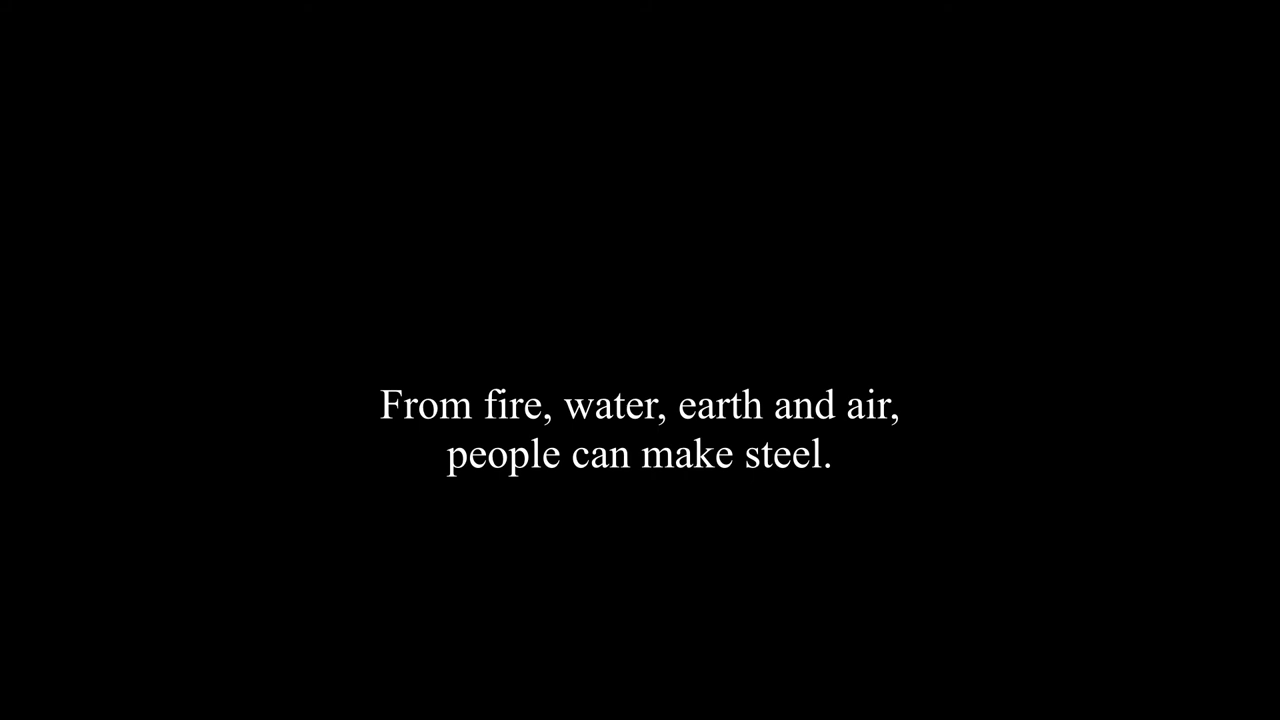 From fire, water, earth and air,
people can make steel.